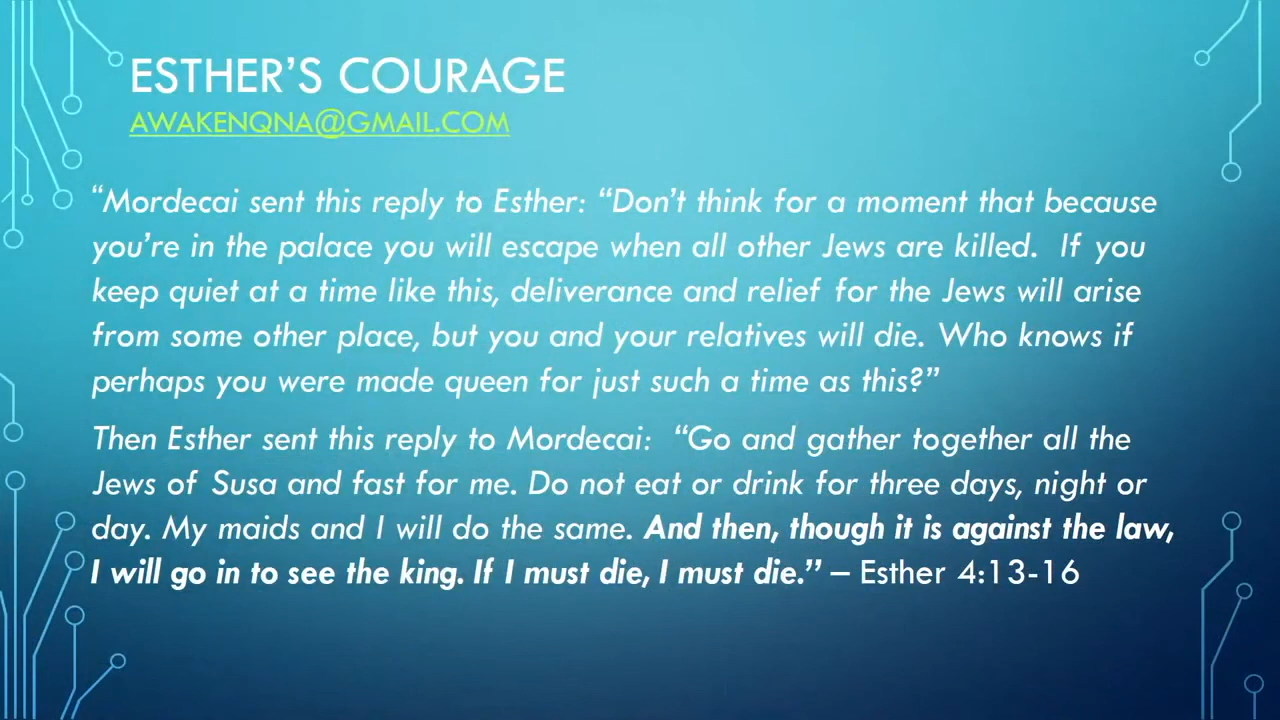 ESTHER’S COURAGE
AWAKENQNA@GMAIL.COM
“Mordecai sent this reply to Esther: “Don’t think for a moment that because
you’re in the palace you will escape when all other Jews are killed.  If you
keep quiet at a time like this, deliverance and relief for the Jews will arise
from some other place, but you and your relatives will die. Who knows if
perhaps you were made queen for just such a time as this?”
Then Esther sent this reply to Mordecai:  “Go and gather together all the
Jews of Susa and fast for me. Do not eat or drink for three days, night or
day. My maids and I will do the same. And then, though it is against the law,
I will go in to see the king. If I must die, I must die.” – Esther 4:13-16